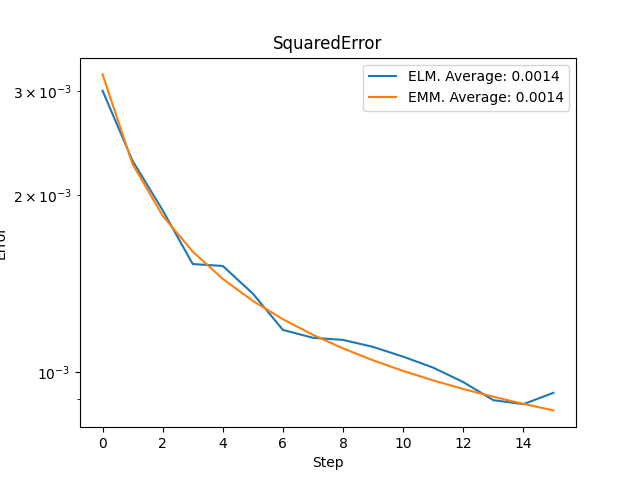 SquaredError
ELM. Average: 0.0014
EMM. Average: 0.0014
3 × 10⁻³
2 × 10⁻³
10⁻³
Error
0 2 4 6 8 10 12 14
Step